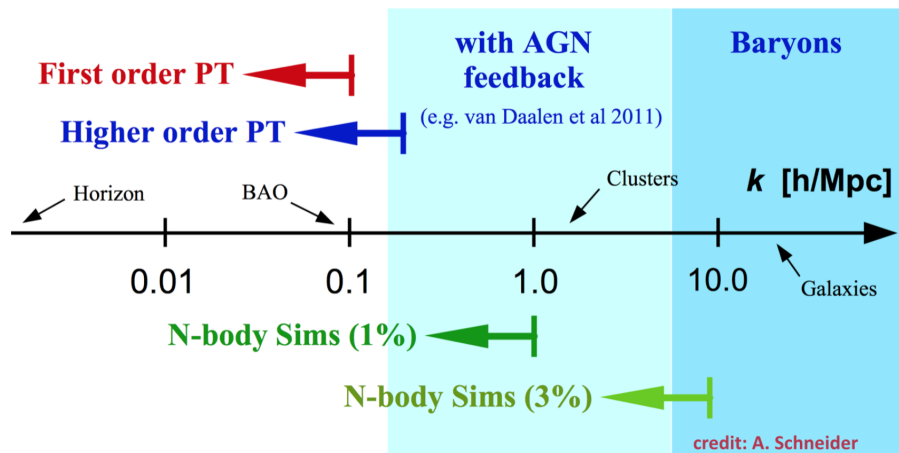 with AGN
feedback
(e.g. van Daalen et al 2011)
Baryons
First order PT
Higher order PT
Horizon
BAO
Clusters
k [h/Mpc]
0.01
0.1
1.0
10.0
Galaxies
N-body Sims (1%)
N-body Sims (3%)
credit: A. Schneider